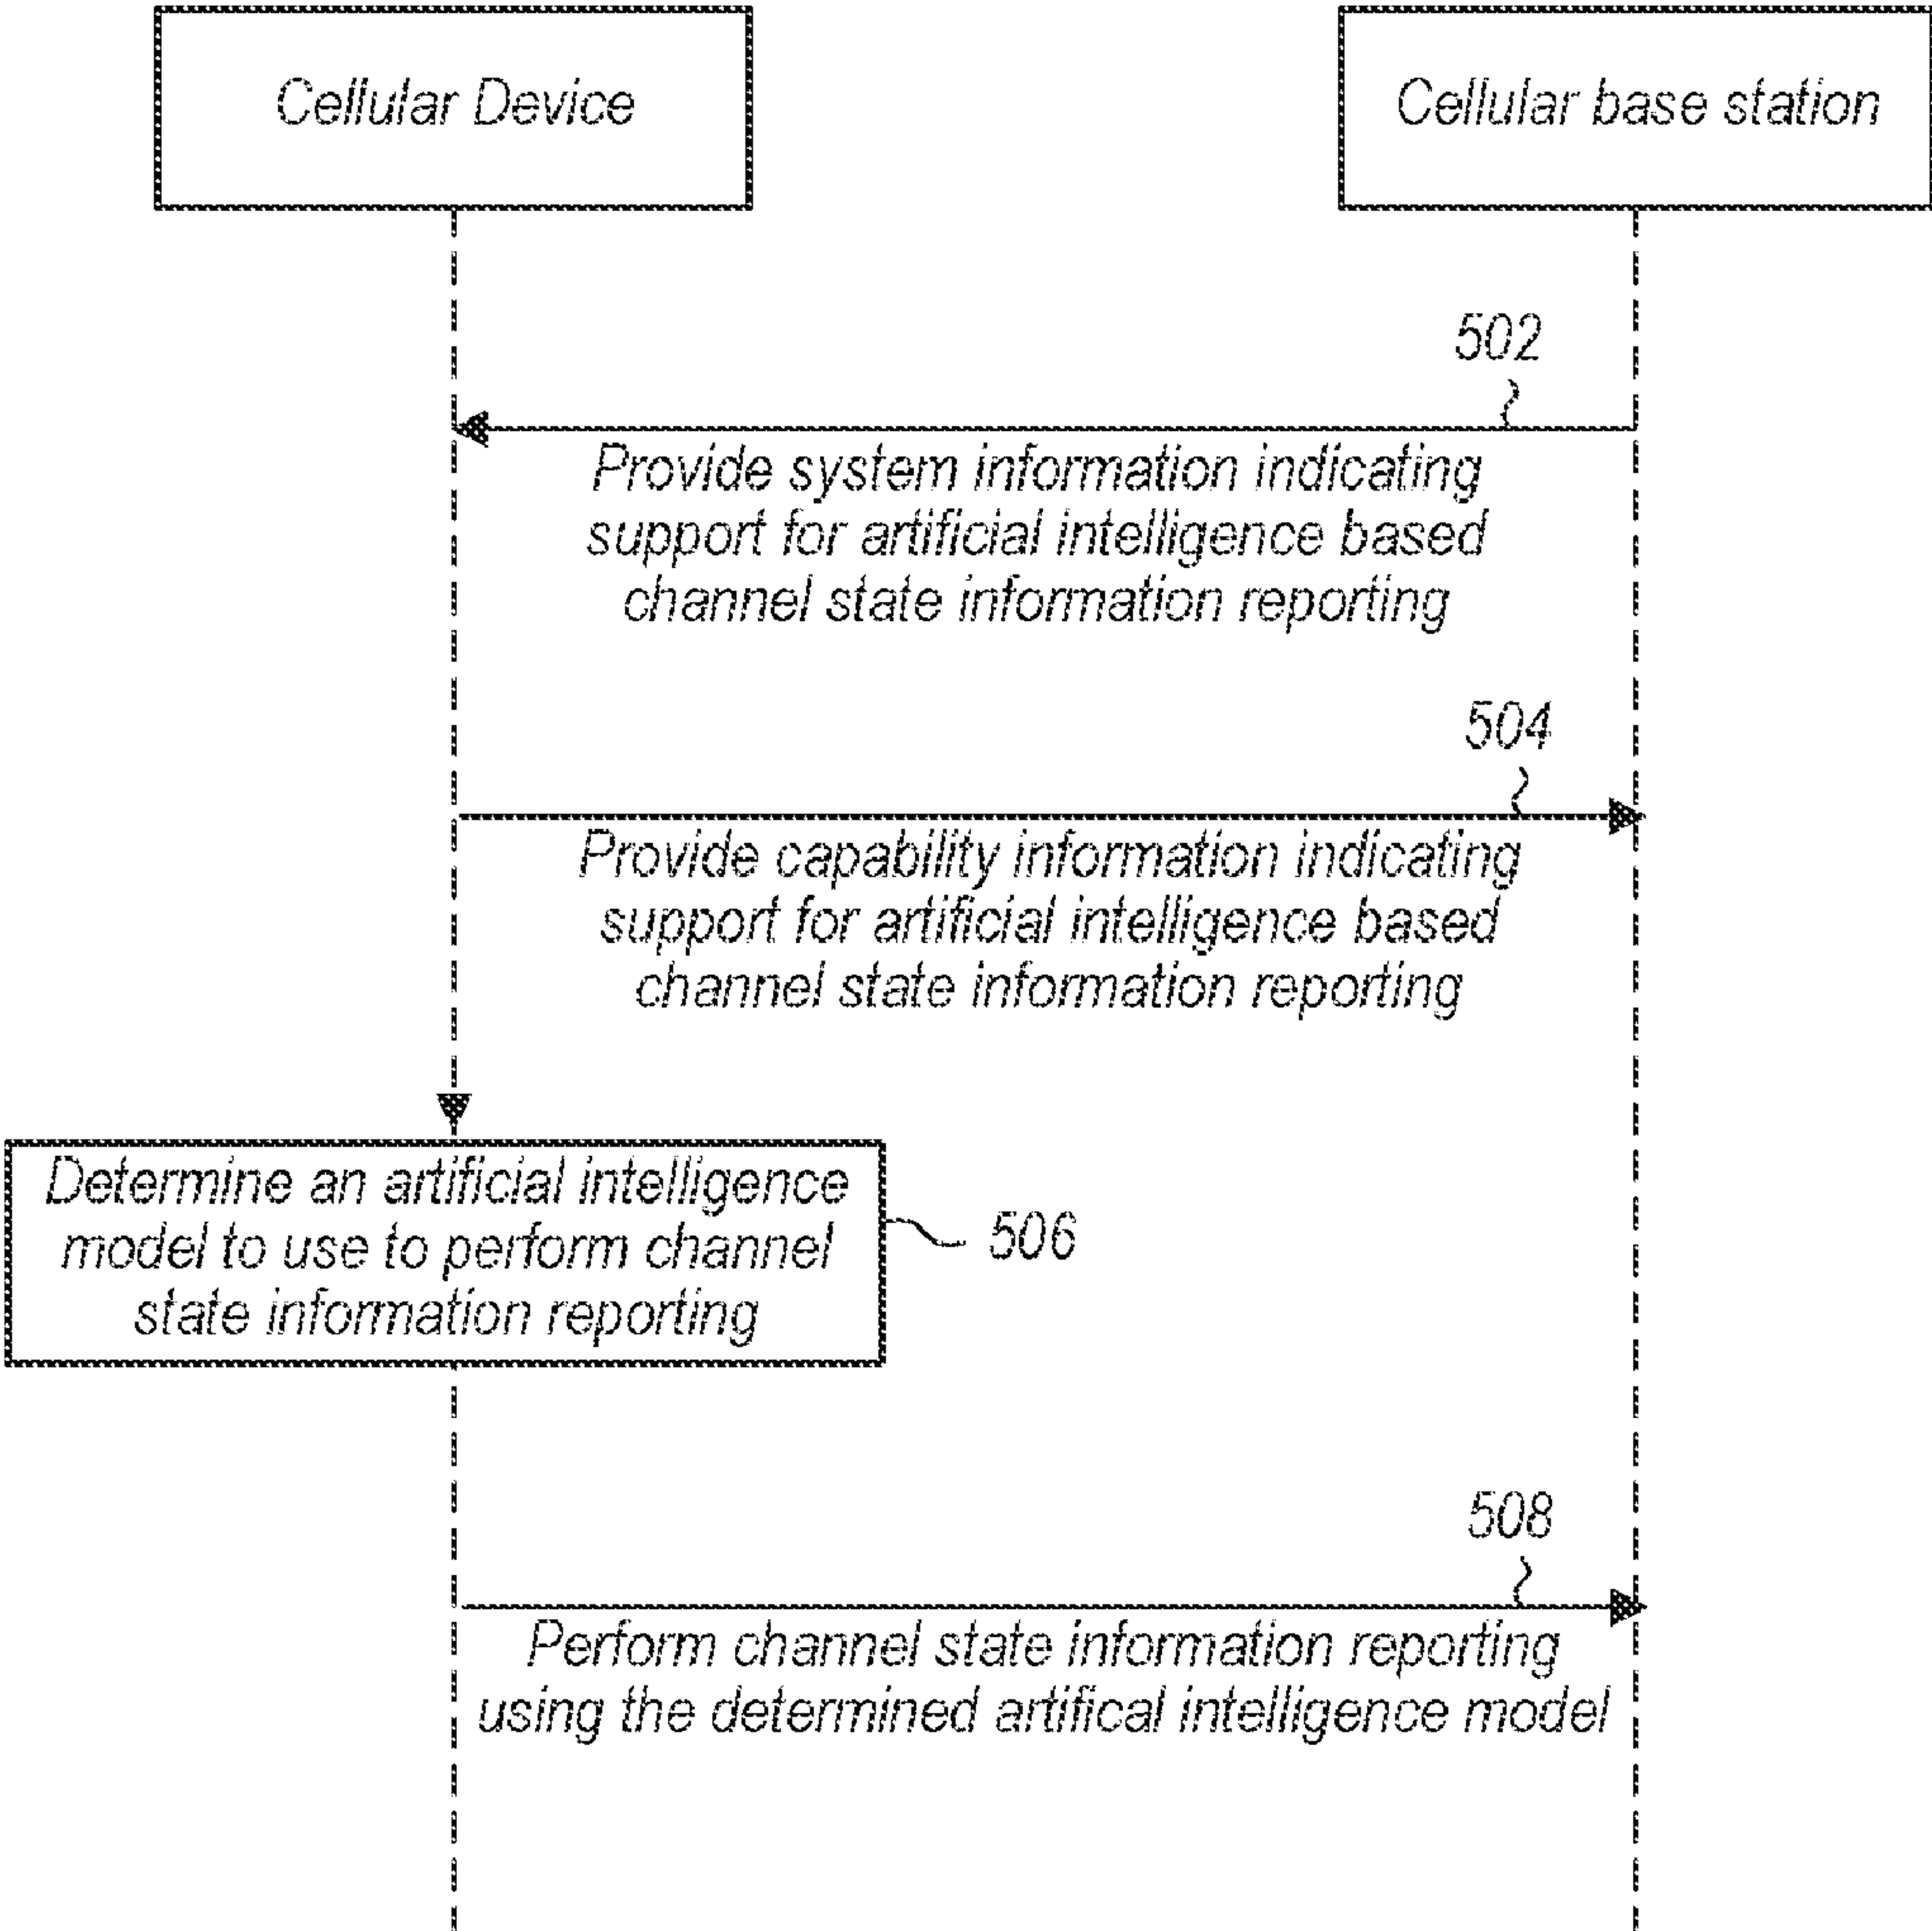 Cellular Device
Cellular base station
502
Provide system information indicating
support for artificial intelligence based
channel state information reporting
504
Provide capability information indicating
support for artificial intelligence based
channel state information reporting
Determine an artificial intelligence
model to use to perform channel
state information reporting
506
508
Perform channel state information reporting
using the determined artifical intelligence model